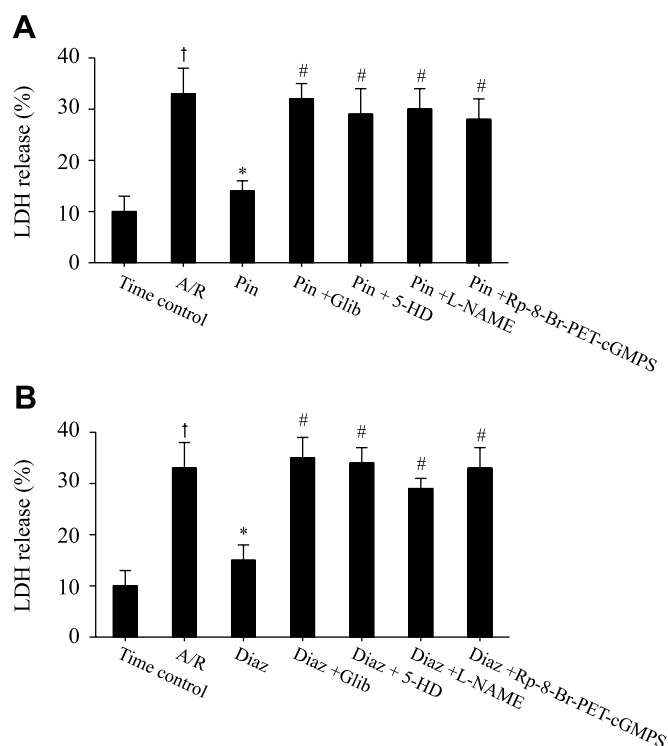 A
LDH release (%)
40
30
20
10
0
†
*
#
#
#
#
Time control
A/R
Pin
Pin +Glib
Pin + 5-HD
Pin +L-NAME
Pin +Rp-8-Br-PET-cGMPS
B
LDH release (%)
40
30
20
10
0
†
*
#
#
#
#
Time control
A/R
Diaz
Diaz +Glib
Diaz + 5-HD
Diaz +L-NAME
Diaz +Rp-8-Br-PET-cGMPS